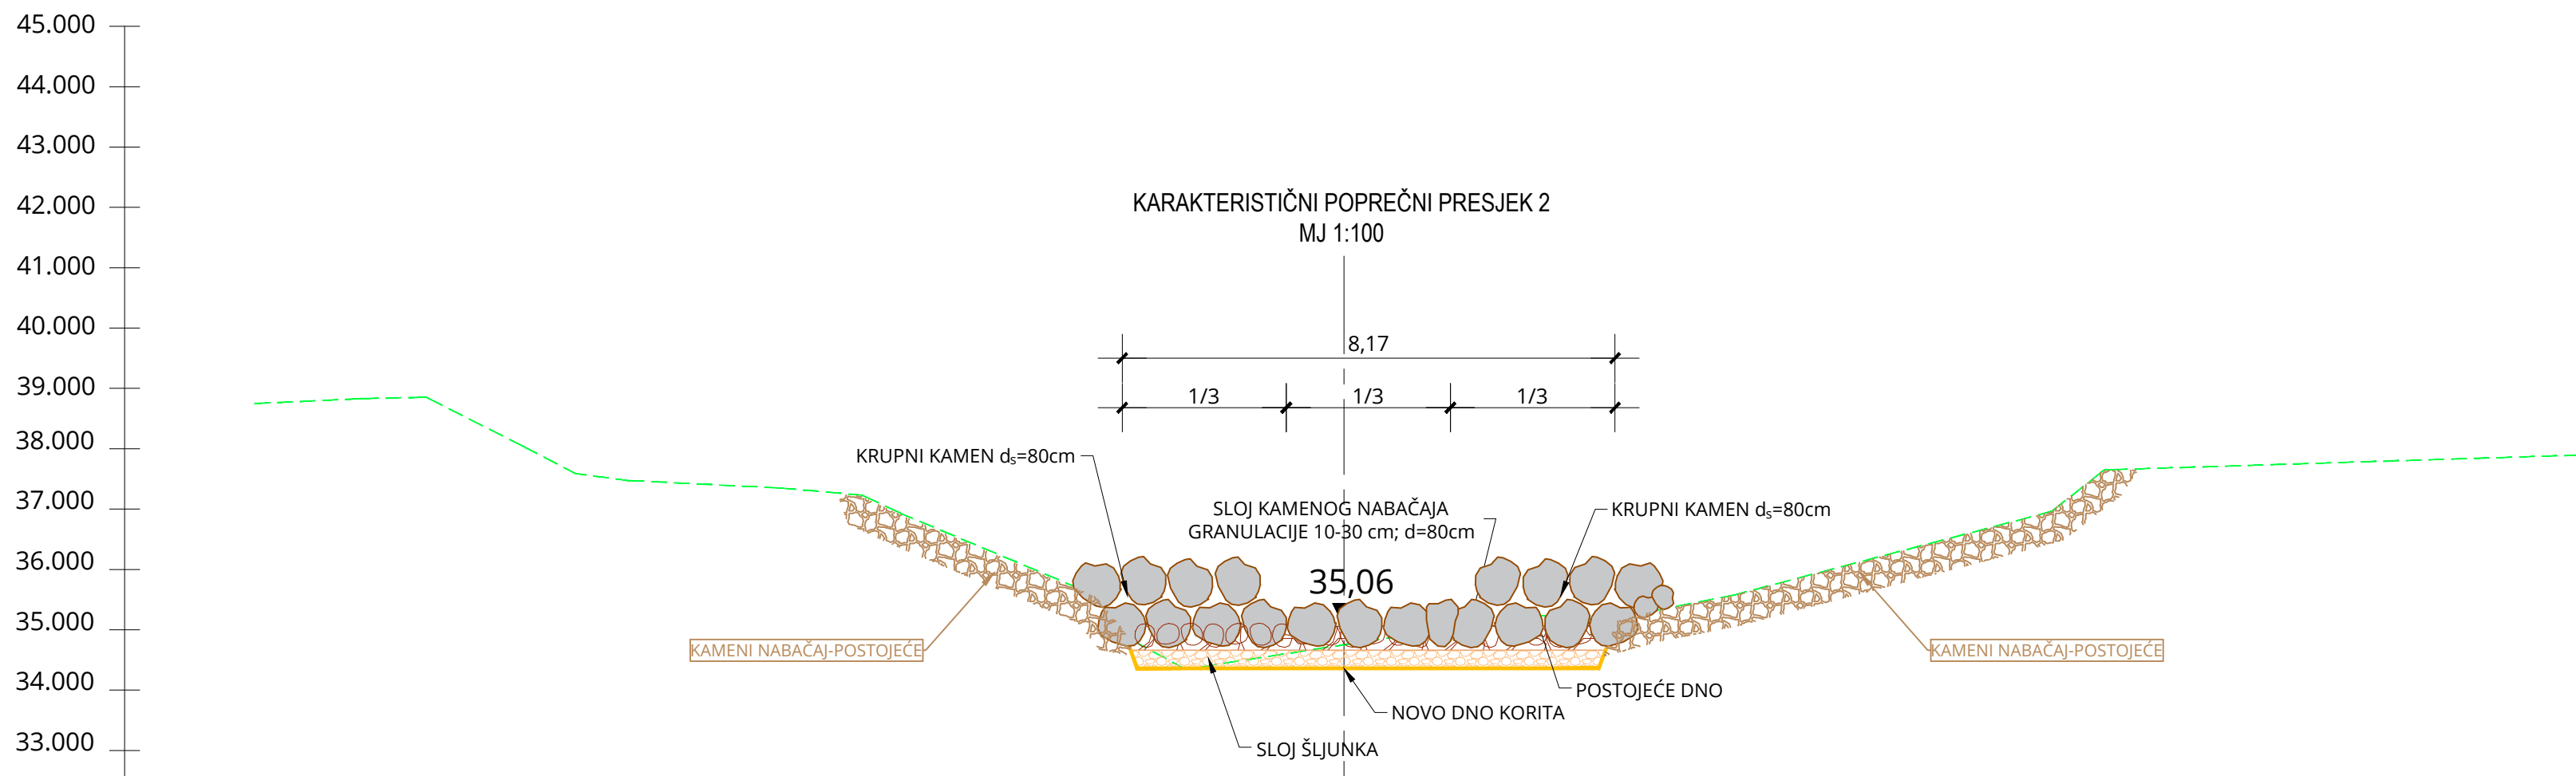 45.000
44.000
43.000
42.000
41.000
40.000
39.000
38.000
37.000
36.000
35.000
34.000
33.000
KARAKTERISTIČNI POPREČNI PRESJEK 2
MJ 1:100
8,17
1/3
1/3
1/3
KRUPNI KAMEN dₛ=80cm
SLOJ KAMENOG NABAČAJA
GRANULACIJE 10-30 cm; d=80cm
KRUPNI KAMEN dₛ=80cm
35,06
KAMENI NABAČAJ-POSTOJEĆE
KAMENI NABAČAJ-POSTOJEĆE
POSTOJEĆE DNO
NOVO DNO KORITA
SLOJ ŠLJUNKA